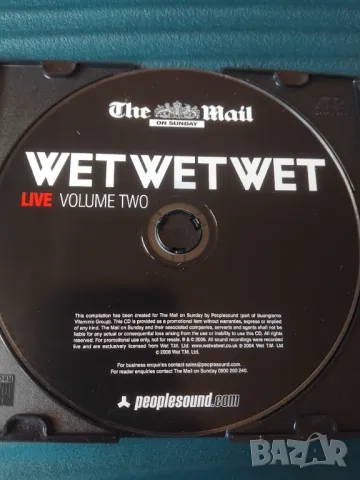 The Mail
ON SUNDAY
WET WET WET
LIVE VOLUME TWO
This compilation has been created for The Mail on Sunday by Peoplesound (part of Buongiorno
Vitaminic Group). This CD is provided as a promotional item without warranties, express or implied
of any kind. The Mail on Sunday and their associated companies, servants and agents shall not be
liable for any actual or consequential loss arising from the use or inability to use this CD. All rights
reserved. For promotional use only, not for resale. ℗ & © 2006. All sound recordings were recorded
live and are exclusively licensed from Wet T.M. Ltd. www.wetwetwet.co.uk ℗ 2004 Wet T.M. Ltd
© 2006 Wet T.M. Ltd.
For business enquiries contact sales@peoplesound.com.
For reader enquiries contact The Mail on Sunday 0800 200 240.
peoplesound.com
BAZAR